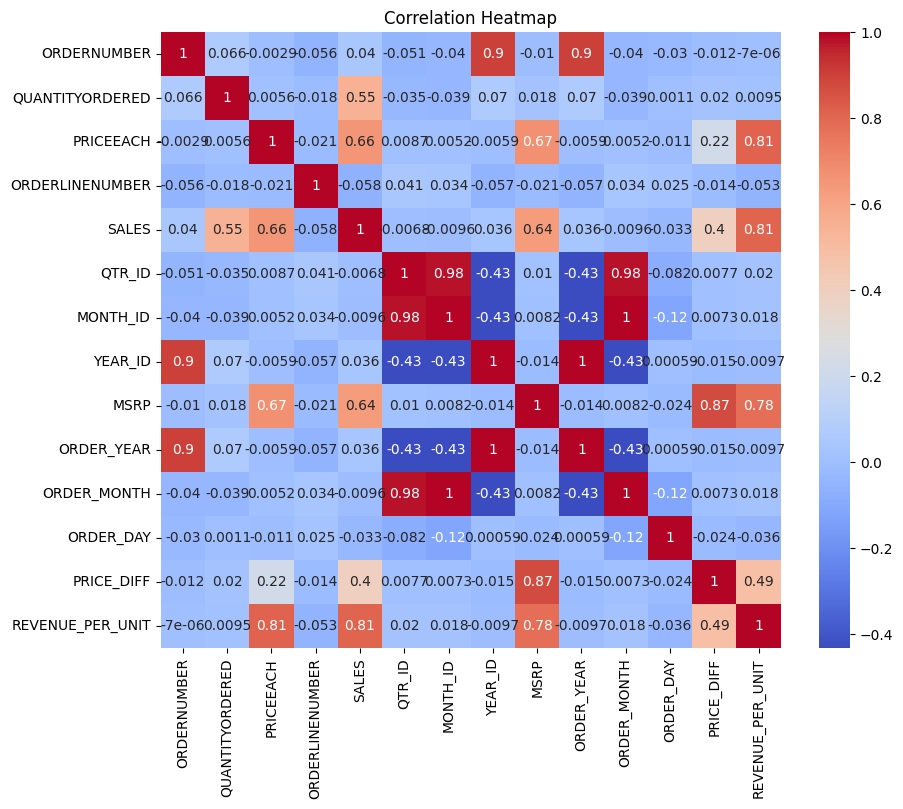 Correlation Heatmap
ORDERNUMBER 1 0.066 -0.0029 -0.056 0.04 -0.051 -0.04 0.9 -0.01 0.9 -0.04 -0.03 -0.012 -7e-06
QUANTITYORDERED 0.066 1 0.0056 -0.018 0.55 -0.035 -0.039 0.07 0.018 0.07 -0.039 0.0011 0.02 0.0095
PRICEEACH -0.0029 0.0056 1 -0.021 0.66 0.0087 0.0052 -0.0059 0.67 -0.0059 0.0052 -0.011 0.22 0.81
ORDERLINENUMBER -0.056 -0.018 -0.021 1 -0.058 0.041 0.034 -0.057 -0.021 -0.057 0.034 0.025 -0.014 -0.053
SALES 0.04 0.55 0.66 -0.058 1 -0.0068 -0.0096 0.036 0.64 0.036 -0.0096 -0.033 0.4 0.81
QTR_ID -0.051 -0.035 0.0087 0.041 -0.0068 1 0.98 -0.43 0.01 -0.43 0.98 -0.082 0.0077 0.02
MONTH_ID -0.04 -0.039 0.0052 0.034 -0.0096 0.98 1 -0.43 0.0082 -0.43 1 -0.12 0.0073 0.018
YEAR_ID 0.9 0.07 -0.0059 -0.057 0.036 -0.43 -0.43 1 -0.014 1 -0.43 0.00059 -0.015 -0.0097
MSRP -0.01 0.018 0.67 -0.021 0.64 0.01 0.0082 -0.014 1 -0.014 0.0082 -0.024 0.87 0.78
ORDER_YEAR 0.9 0.07 -0.0059 -0.057 0.036 -0.43 -0.43 1 -0.014 1 -0.43 0.00059 -0.015 -0.0097
ORDER_MONTH -0.04 -0.039 0.0052 0.034 -0.0096 0.98 1 -0.43 0.0082 -0.43 1 -0.12 0.0073 0.018
ORDER_DAY -0.03 0.0011 -0.011 0.025 -0.033 -0.082 -0.12 0.00059 -0.024 0.00059 -0.12 1 -0.024 -0.036
PRICE_DIFF -0.012 0.02 0.22 -0.014 0.4 0.0077 0.0073 -0.015 0.87 -0.015 0.0073 -0.024 1 0.49
REVENUE_PER_UNIT -7e-06 0.0095 0.81 -0.053 0.81 0.02 0.018 -0.0097 0.78 -0.0097 0.018 -0.036 0.49 1
ORDERNUMBER
QUANTITYORDERED
PRICEEACH
ORDERLINENUMBER
SALES
QTR_ID
MONTH_ID
YEAR_ID
MSRP
ORDER_YEAR
ORDER_MONTH
ORDER_DAY
PRICE_DIFF
REVENUE_PER_UNIT
1.0
0.8
0.6
0.4
0.2
0.0
−0.2
−0.4